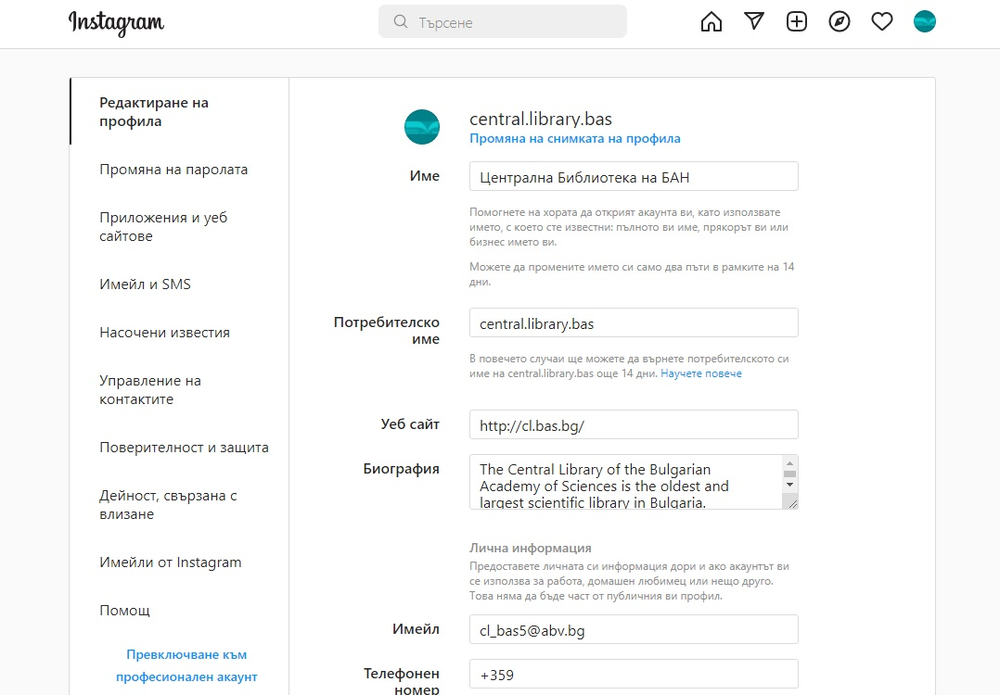 Instagram
Търсене
Редактиране на
профила
Промяна на паролата
Приложения и уеб
сайтове
Имейл и SMS
Насочени известия
Управление на
контактите
Поверителност и защита
Дейност, свързана с
влизане
Имейли от Instagram
Помощ
Превключване към
професионален акаунт
central.library.bas
Промяна на снимката на профила
Име
Централна Библиотека на БАН
Помогнете на хората да открият акаунта ви, като използвате
името, с което сте известни: пълното ви име, прякорът ви или
бизнес името ви.
Можете да промените името си само два пъти в рамките на 14
дни.
Потребителско
име
central.library.bas
В повечето случаи ще можете да върнете потребителското си
име на central.library.bas още 14 дни. Научете повече
Уеб сайт
http://cl.bas.bg/
Биография
The Central Library of the Bulgarian
Academy of Sciences is the oldest and
largest scientific library in Bulgaria.
Лична информация
Предоставете личната си информация дори и ако акаунтът ви
се използва за работа, домашен любимец или нещо друго.
Това няма да бъде част от публичния ви профил.
Имейл
cl_bas5@abv.bg
Телефонен
номер
+359